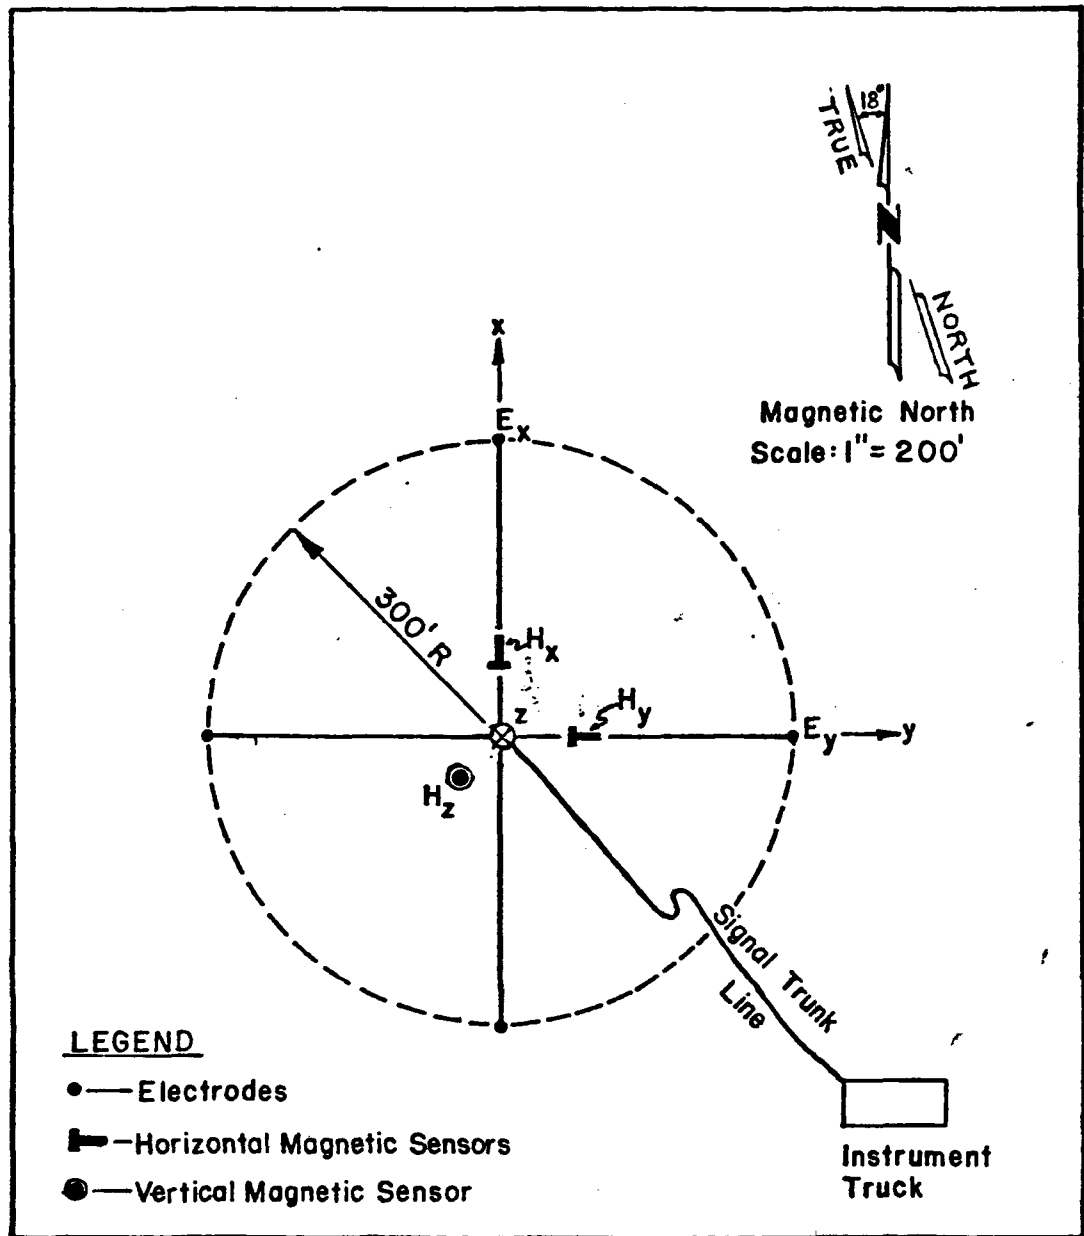 18°
TRUE
N
NORTH
Magnetic North
Scale: 1" = 200'
x
Ex
300' R
Hx
z
Hy
Ey
y
Hz
Signal Trunk
Line
LEGEND
Electrodes
Horizontal Magnetic Sensors
Vertical Magnetic Sensor
Instrument
Truck